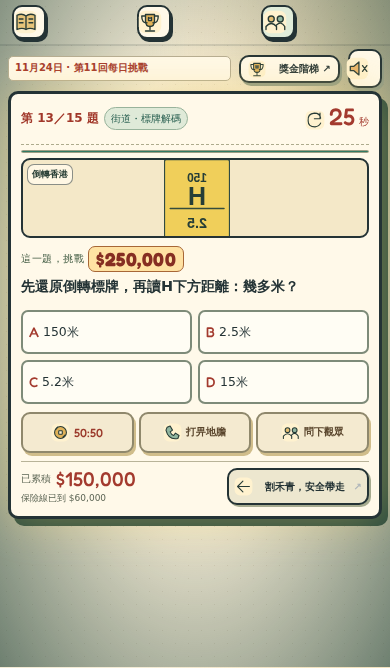 11月24日·第11回每日挑戰
獎金階梯 ↗
第 13／15 題
街道·標牌解碼
25 秒
倒轉香港
150
H
2.5
這一題，挑戰 $250,000
先還原倒轉標牌，再讀H下方距離：幾多米？
A 150米
B 2.5米
C 5.2米
D 15米
50:50
打畀地膽
問下觀眾
已累積 $150,000
保險線已到 $60,000
割禾青，安全帶走 ↗